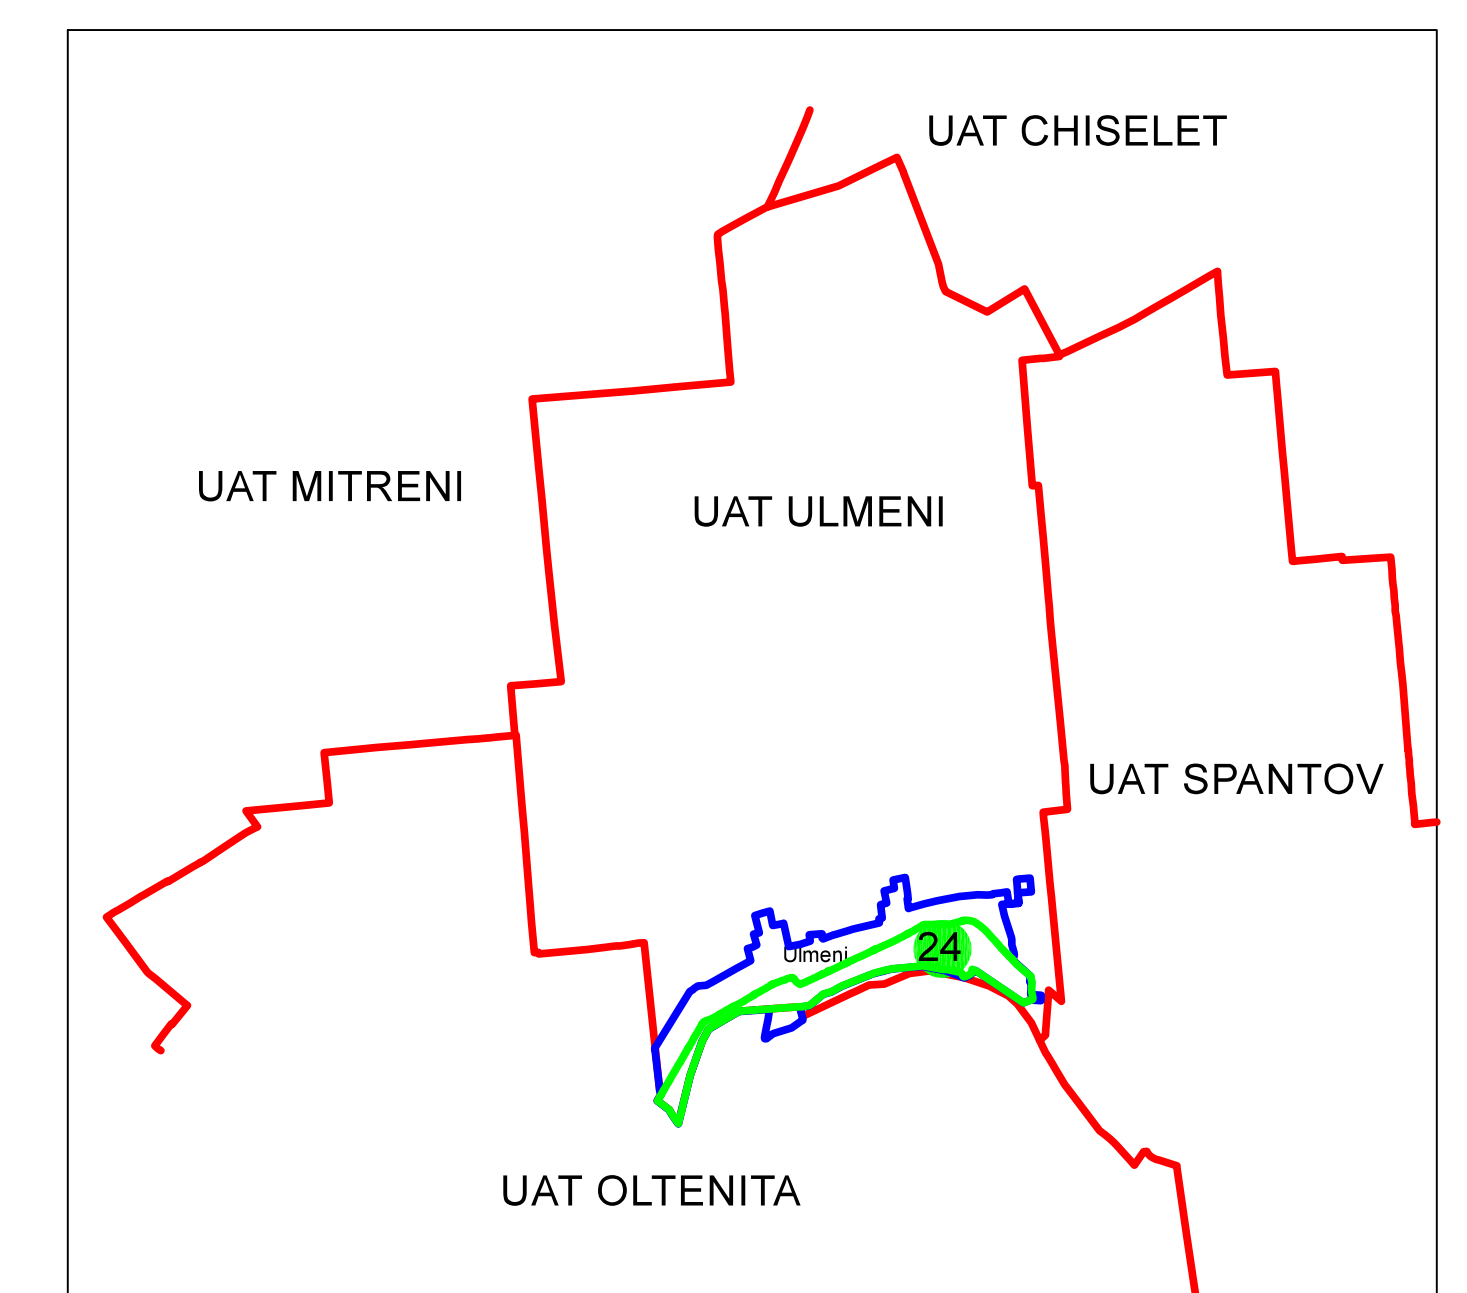 UAT CHISELET
UAT MITRENI
UAT ULMENI
UAT SPANTOV
24
Ulmeni
UAT OLTENITA